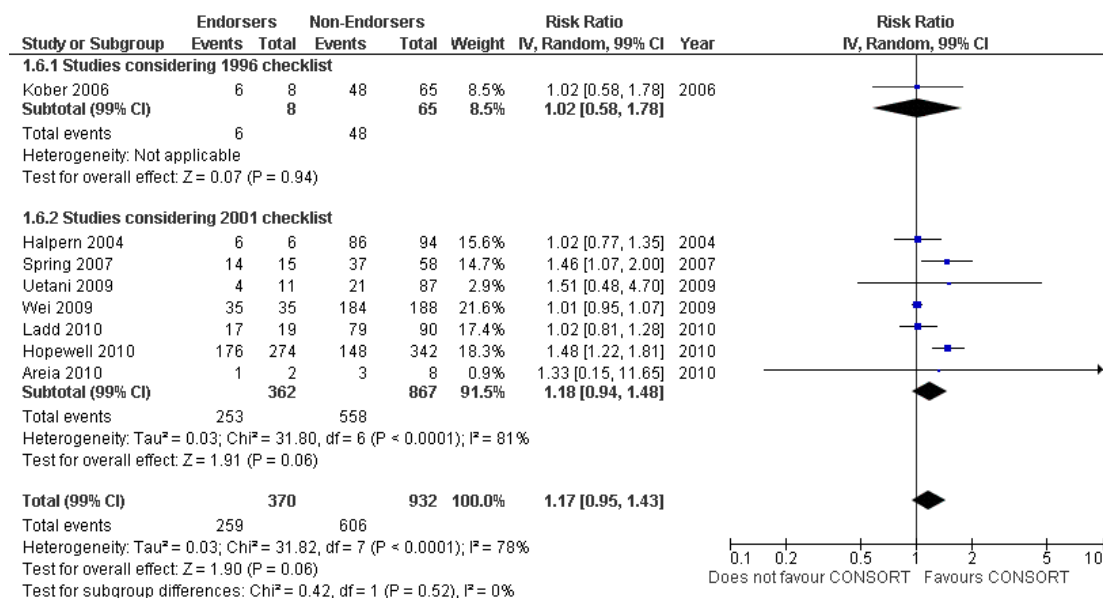 Endorsers Non-Endorsers Risk Ratio Risk Ratio
Study or Subgroup Events Total Events Total Weight IV, Random, 99% CI Year IV, Random, 99% CI
1.6.1 Studies considering 1996 checklist
Kober 2006 6 8 48 65 8.5% 1.02 [0.58, 1.78] 2006
Subtotal (99% CI) 8 65 8.5% 1.02 [0.58, 1.78]
Total events 6 48
Heterogeneity: Not applicable
Test for overall effect: Z = 0.07 (P = 0.94)
1.6.2 Studies considering 2001 checklist
Halpern 2004 6 6 86 94 15.6% 1.02 [0.77, 1.35] 2004
Spring 2007 14 15 37 58 14.7% 1.46 [1.07, 2.00] 2007
Uetani 2009 4 11 21 87 2.9% 1.51 [0.48, 4.70] 2009
Wei 2009 35 35 184 188 21.6% 1.01 [0.95, 1.07] 2009
Ladd 2010 17 19 79 90 17.4% 1.02 [0.81, 1.28] 2010
Hopewell 2010 176 274 148 342 18.3% 1.48 [1.22, 1.81] 2010
Areia 2010 1 2 3 8 0.9% 1.33 [0.15, 11.65] 2010
Subtotal (99% CI) 362 867 91.5% 1.18 [0.94, 1.48]
Total events 253 558
Heterogeneity: Tau² = 0.03; Chi² = 31.80, df = 6 (P < 0.0001); I² = 81%
Test for overall effect: Z = 1.91 (P = 0.06)
Total (99% CI) 370 932 100.0% 1.17 [0.95, 1.43]
Total events 259 606
Heterogeneity: Tau² = 0.03; Chi² = 31.82, df = 7 (P < 0.0001); I² = 78%
Test for overall effect: Z = 1.90 (P = 0.06)
Test for subgroup differences: Chi² = 0.42, df = 1 (P = 0.52), I² = 0%
0.1 0.2 0.5 1 2 5 10
Does not favour CONSORT Favours CONSORT